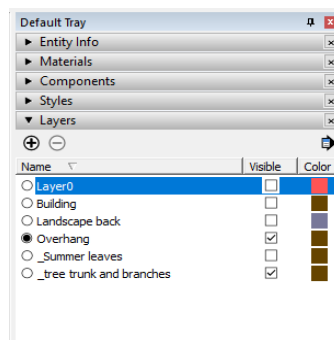 Default Tray
Entity Info
Materials
Components
Styles
Layers
Name Visible Color
Layer0
Building
Landscape back
Overhang
_Summer leaves
_tree trunk and branches